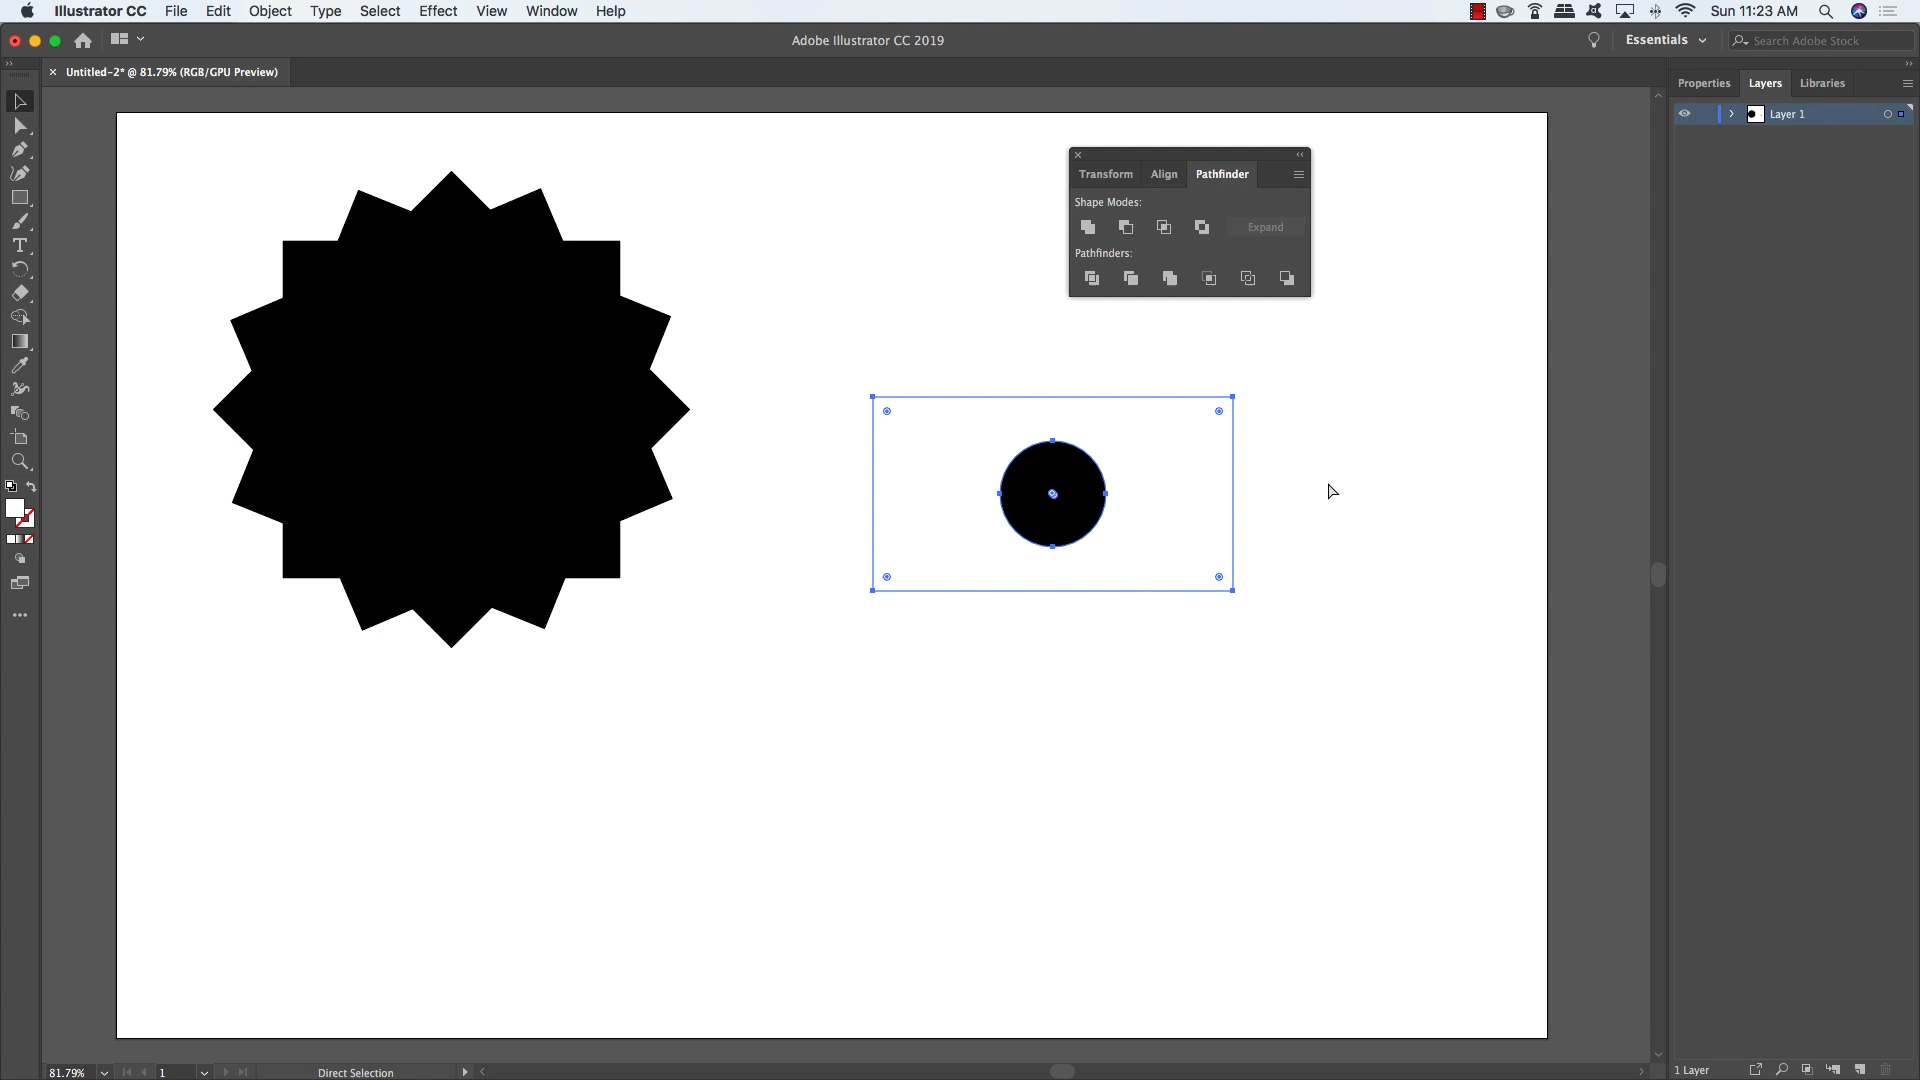 Illustrator CC File Edit Object Type Select Effect View Window Help Sun 11:23 AM
Adobe Illustrator CC 2019 Essentials Search Adobe Stock
Untitled-2* @ 81.79% (RGB/GPU Preview)
Properties Layers Libraries
Layer 1
Transform Align Pathfinder
Shape Modes:
Expand
Pathfinders:
81.79% 1 Direct Selection 1 Layer